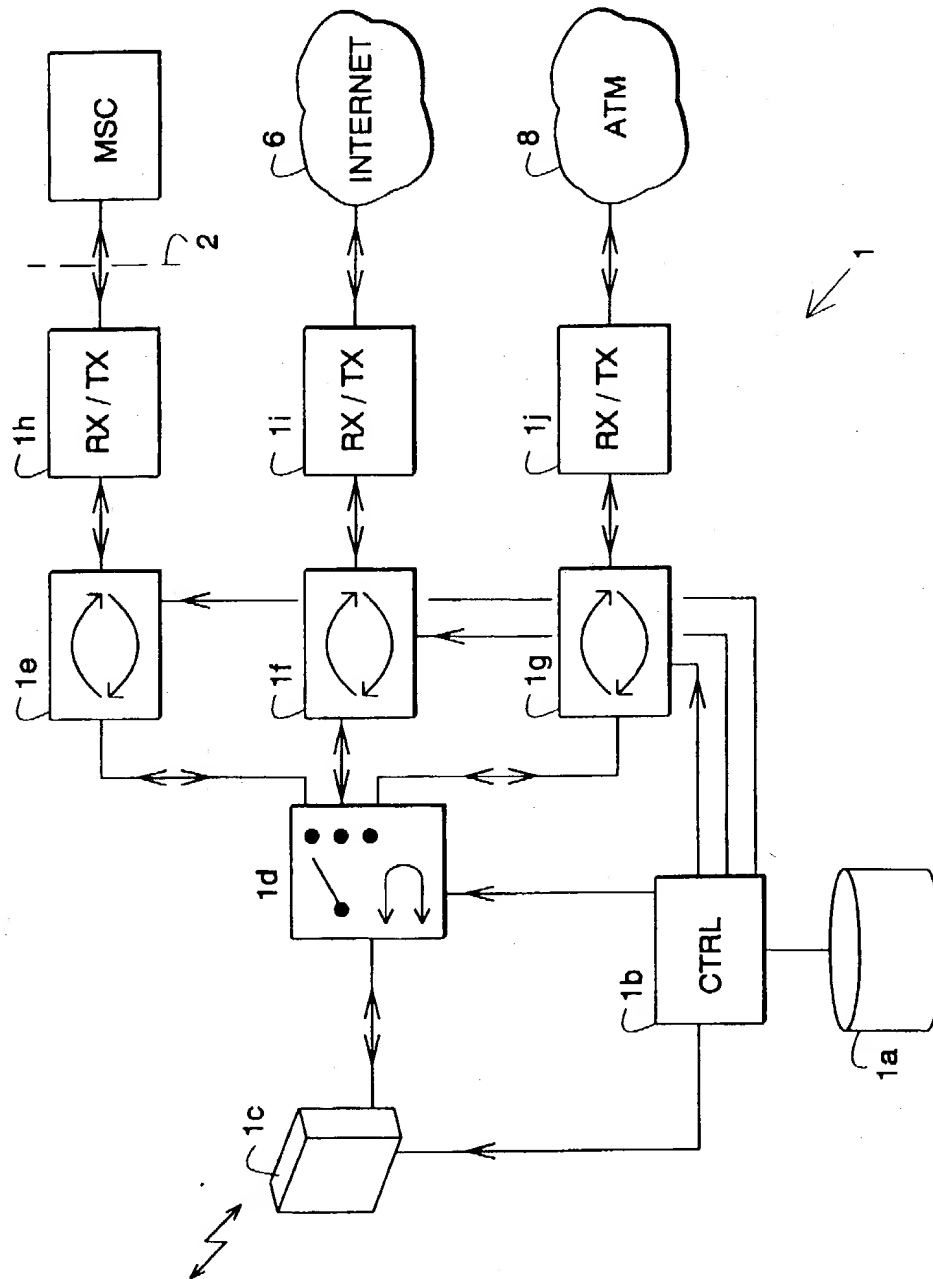 MSC
INTERNET
6
ATM
8
2
1
RX / TX
1h
RX / TX
1i
RX / TX
1j
1e
1f
1g
1d
CTRL
1b
1a
1c